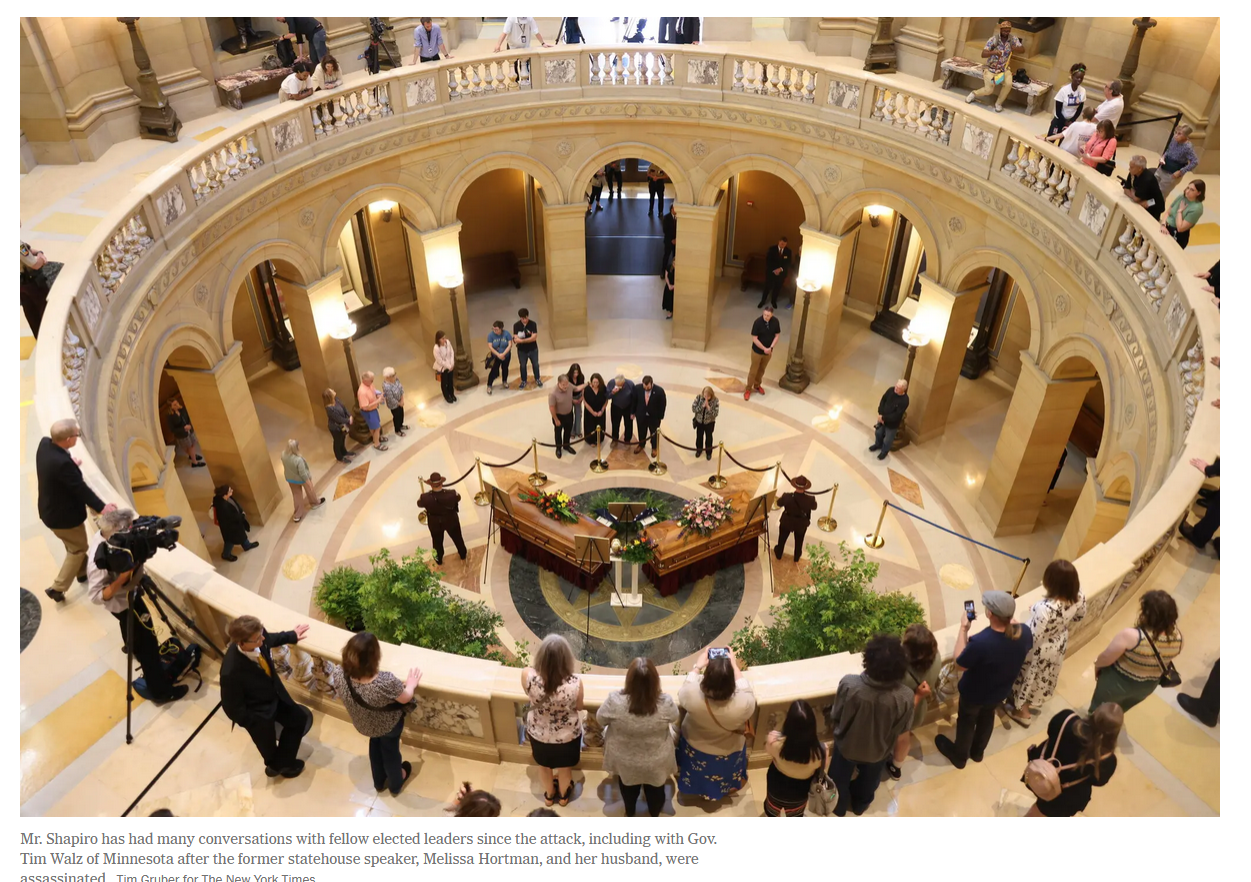 Mr. Shapiro has had many conversations with fellow elected leaders since the attack, including with Gov.
Tim Walz of Minnesota after the former statehouse speaker, Melissa Hortman, and her husband, were
assassinated. Tim Gruber for The New York Times